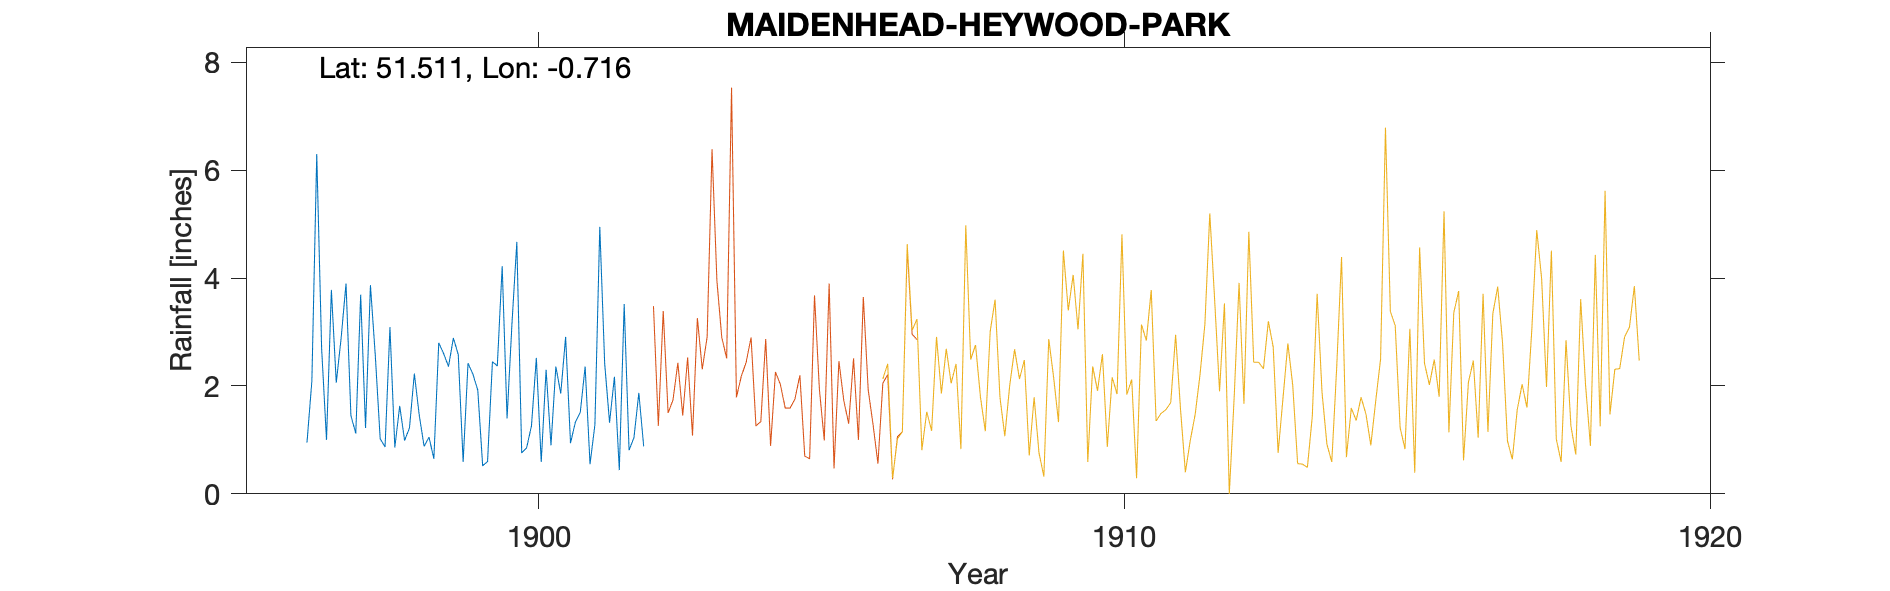 MAIDENHEAD-HEYWOOD-PARK
Lat: 51.511, Lon: -0.716
8
6
4
2
0
Rainfall [inches]
1900
1910
1920
Year